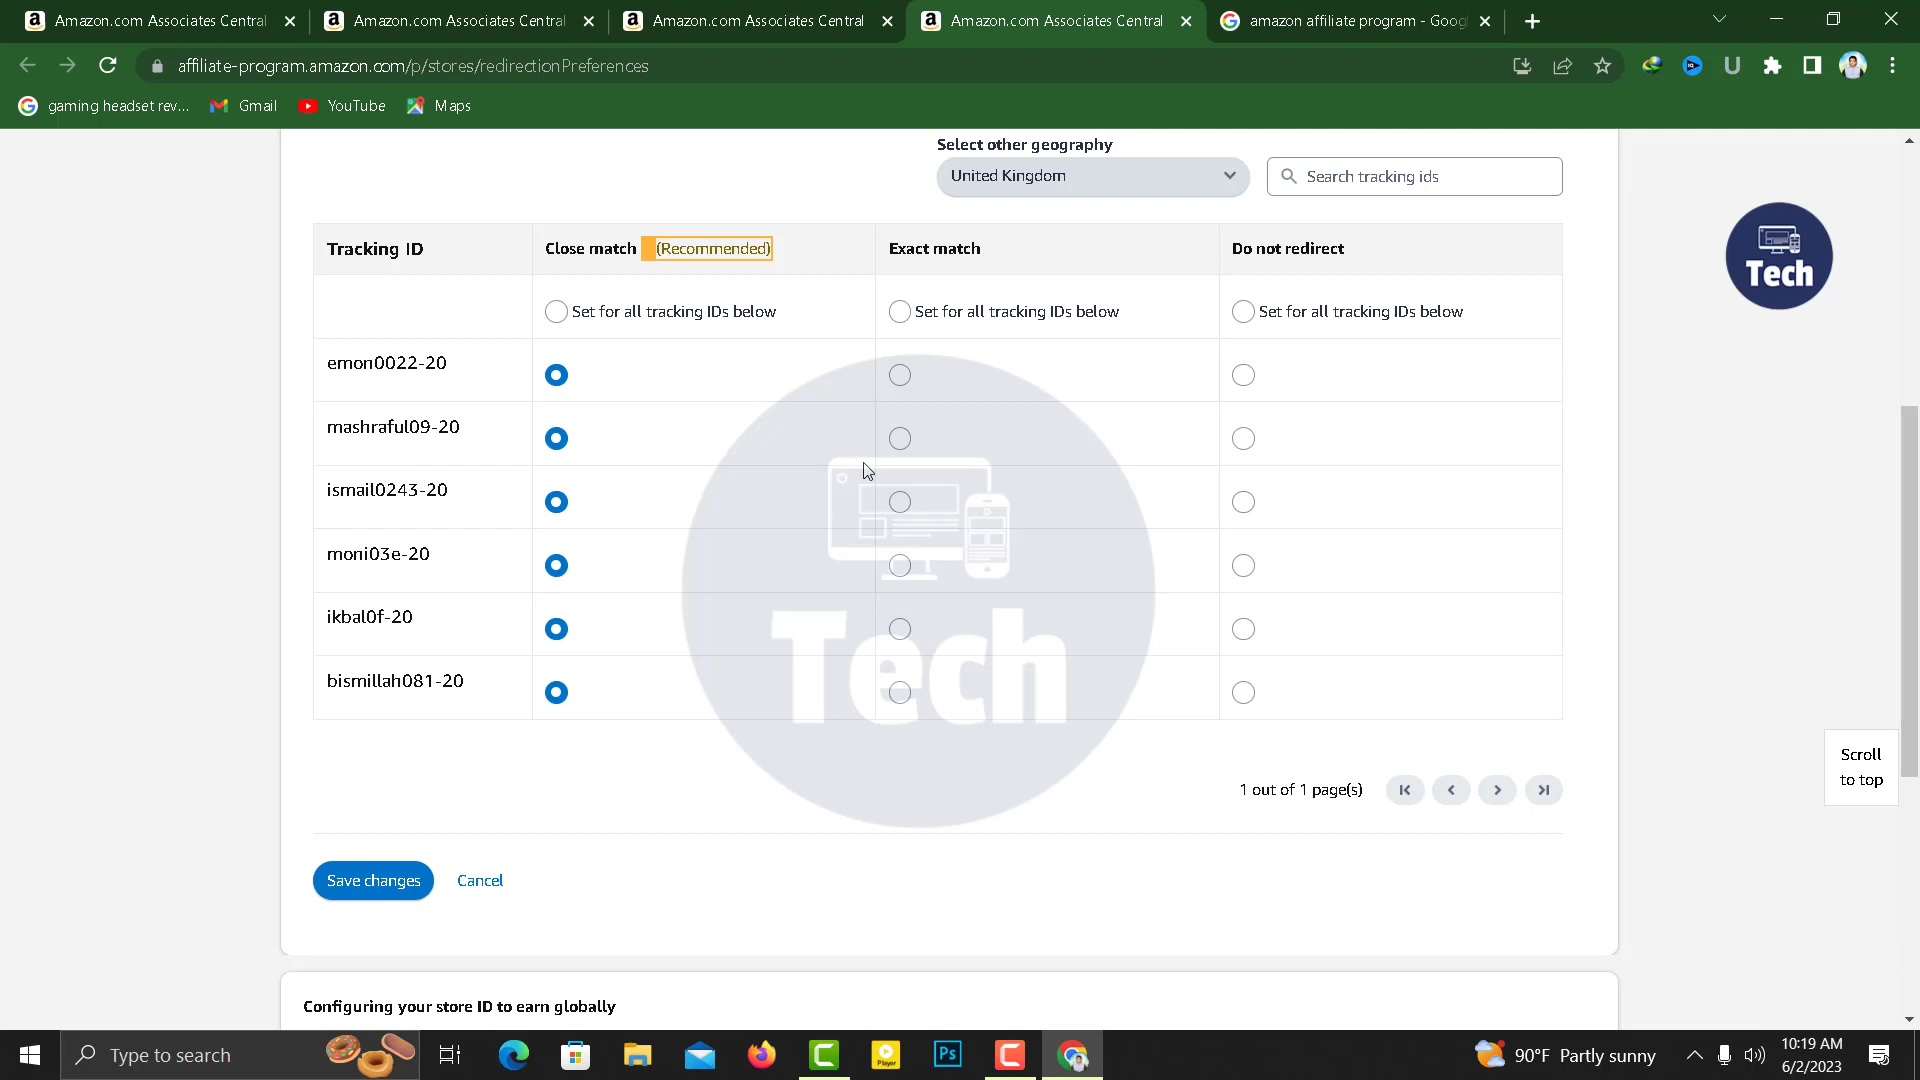 Amazon.com Associates Central
Amazon.com Associates Central
Amazon.com Associates Central
Amazon.com Associates Central
amazon affiliate program - Goog
affiliate-program.amazon.com/p/stores/redirectionPreferences
gaming headset rev...
Gmail
YouTube
Maps
Select other geography
United Kingdom
Search tracking ids
Tracking ID
Close match (Recommended)
Exact match
Do not redirect
Set for all tracking IDs below
Set for all tracking IDs below
Set for all tracking IDs below
emon0022-20
mashraful09-20
ismail0243-20
moni03e-20
ikbal0f-20
bismillah081-20
Tech
Tech
1 out of 1 page(s)
Scroll
to top
Save changes
Cancel
Configuring your store ID to earn globally
Type to search
Player
Ps
90°F Partly sunny
10:19 AM
6/2/2023